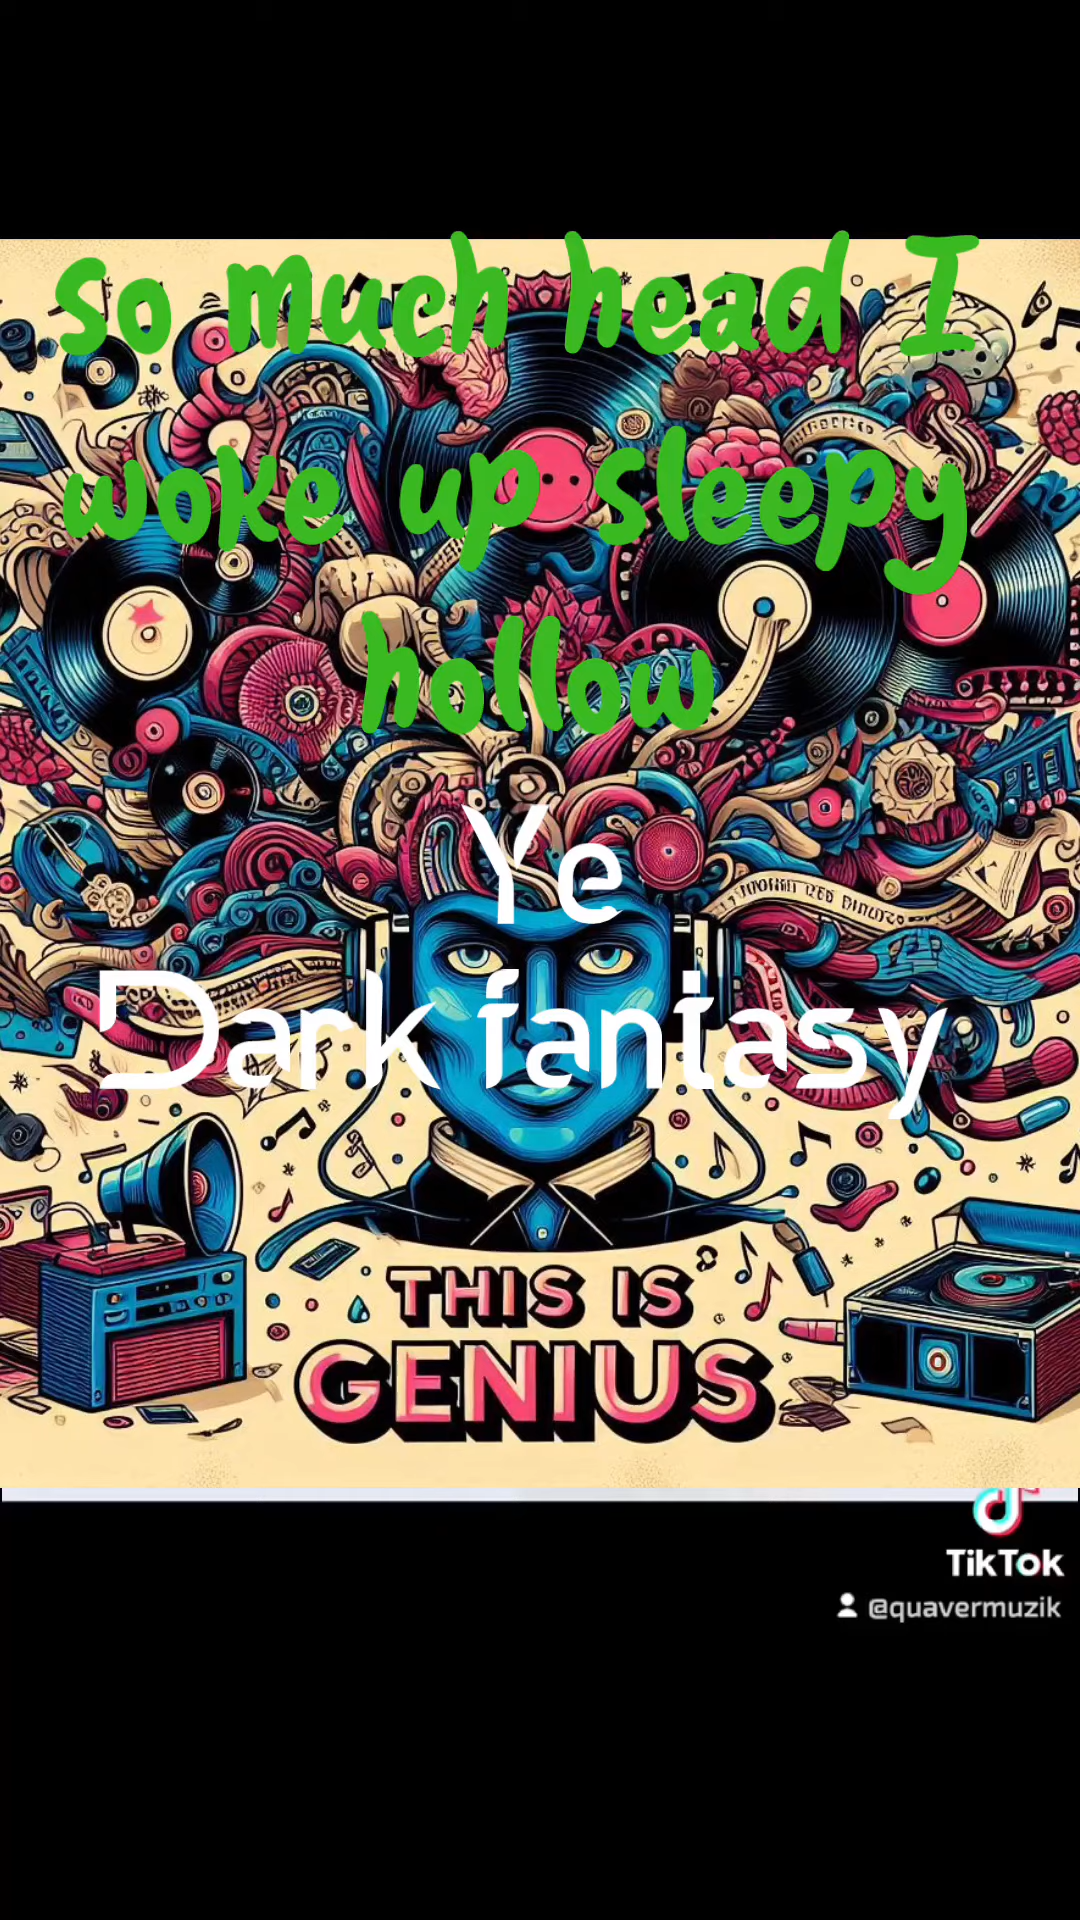 so much head I
woke up sleepy
hollow
Ye
Dark fantasy
THIS IS
GENIUS
TikTok
@quavermuzik